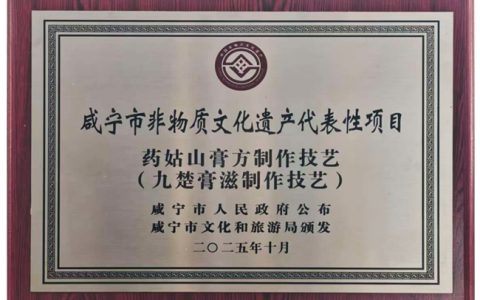 咸宁市非物质文化遗产代表性项目
药姑山膏方制作技艺
（九楚膏滋制作技艺）
咸宁市人民政府公布
咸宁市文化和旅游局颁发
二〇二五年十月